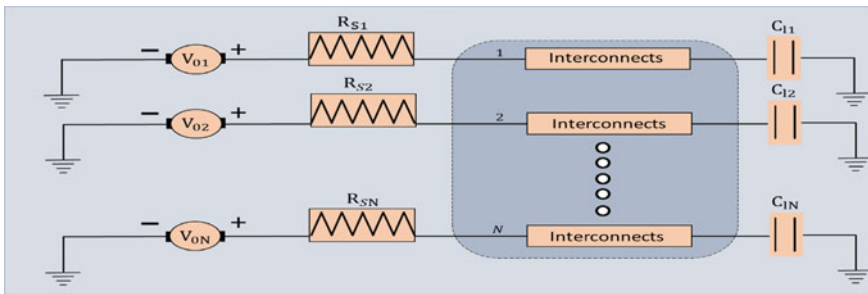 R_S1
C_l1
− V_01 + 1 Interconnects
R_S2
C_l2
− V_02 + 2 Interconnects
R_SN
C_lN
− V_0N + N Interconnects